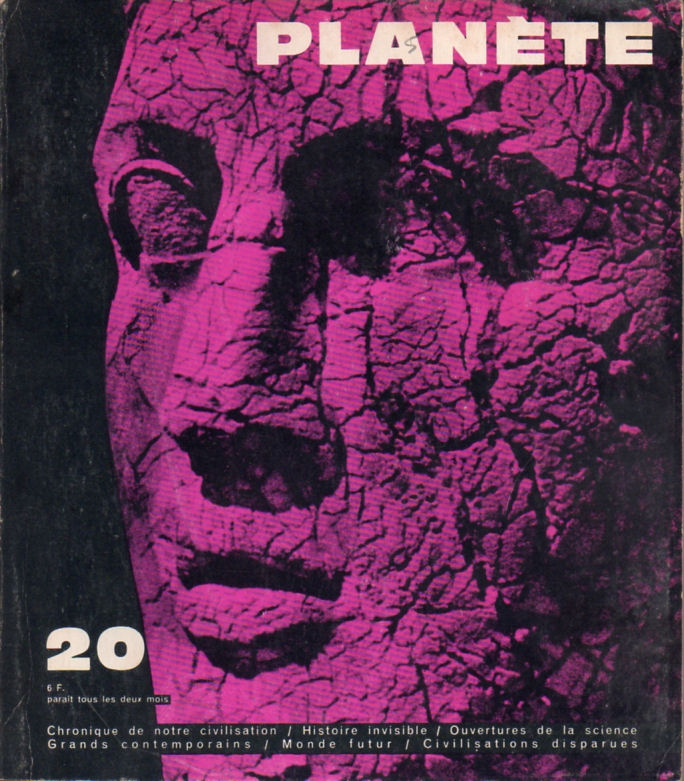 PLANÈTE
20
6 F.
paraît tous les deux mois
Chronique de notre civilisation / Histoire invisible / Ouvertures de la science
Grands contemporains / Monde futur / Civilisations disparues